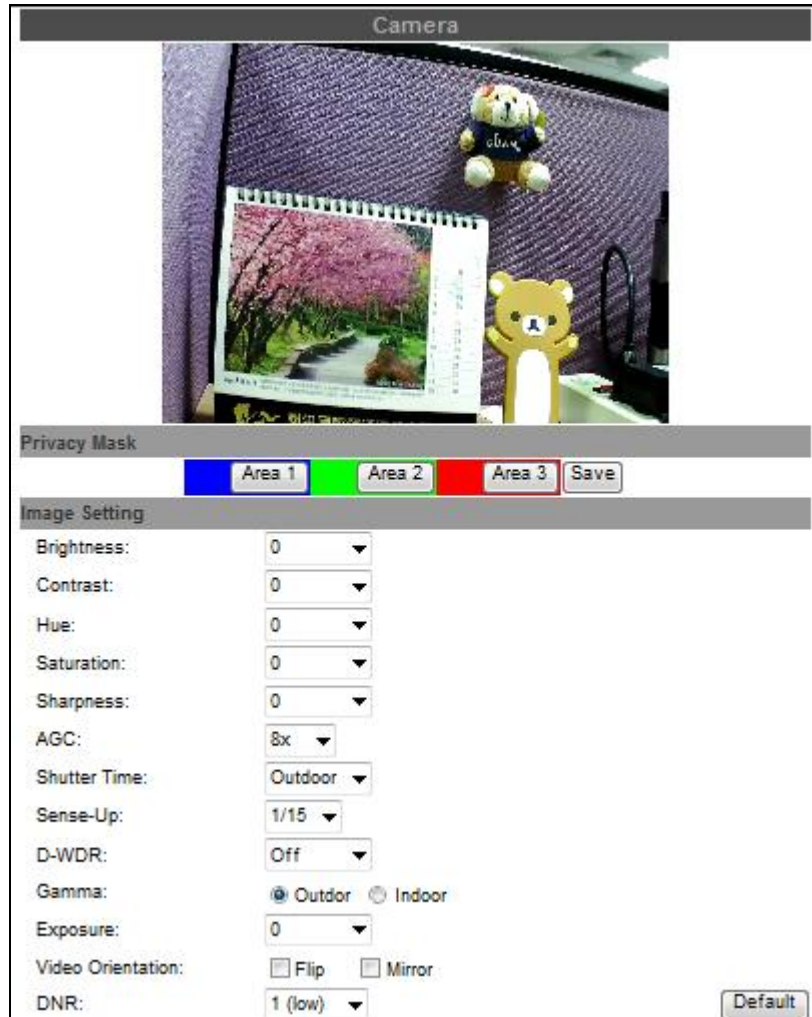 Camera
Privacy Mask
Area 1 Area 2 Area 3 Save
Image Setting
Brightness: 0
Contrast: 0
Hue: 0
Saturation: 0
Sharpness: 0
AGC: 8x
Shutter Time: Outdoor
Sense-Up: 1/15
D-WDR: Off
Gamma: Outdor Indoor
Exposure: 0
Video Orientation: Flip Mirror
DNR: 1 (low) Default